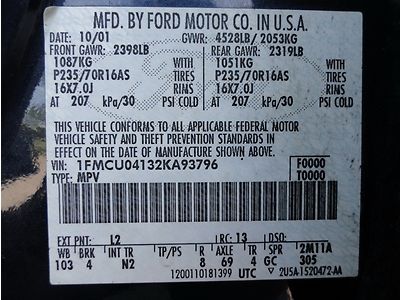 MFD. BY FORD MOTOR CO. IN U.S.A.
DATE: 10/01 GVWR: 4528LB/ 2053KG
FRONT GAWR: 2398LB REAR GAWR: 2319LB
1087KG WITH 1051KG WITH
P235/70R16AS TIRES P235/70R16AS TIRES
16X7.0J RIMS 16X7.0J RIMS
AT 207 kPa/30 PSI COLD AT 207 kPa/30 PSI COLD
THIS VEHICLE CONFORMS TO ALL APPLICABLE FEDERAL MOTOR
VEHICLE SAFETY AND THEFT PREVENTION STANDARDS IN EFFECT ON
THE DATE OF MANUFACTURE SHOWN ABOVE.
VIN: 1FMCU04132KA93796 F0000
TYPE: MPV T0000
EXT PNT: L2 RC: 13 DSO:
WB BRK INT TR TP/PS R AXLE TR SPR 2M11A
103 4 N2 8 69 4 GC 305
1200110181399 UTC 2U5A-1520472-AA